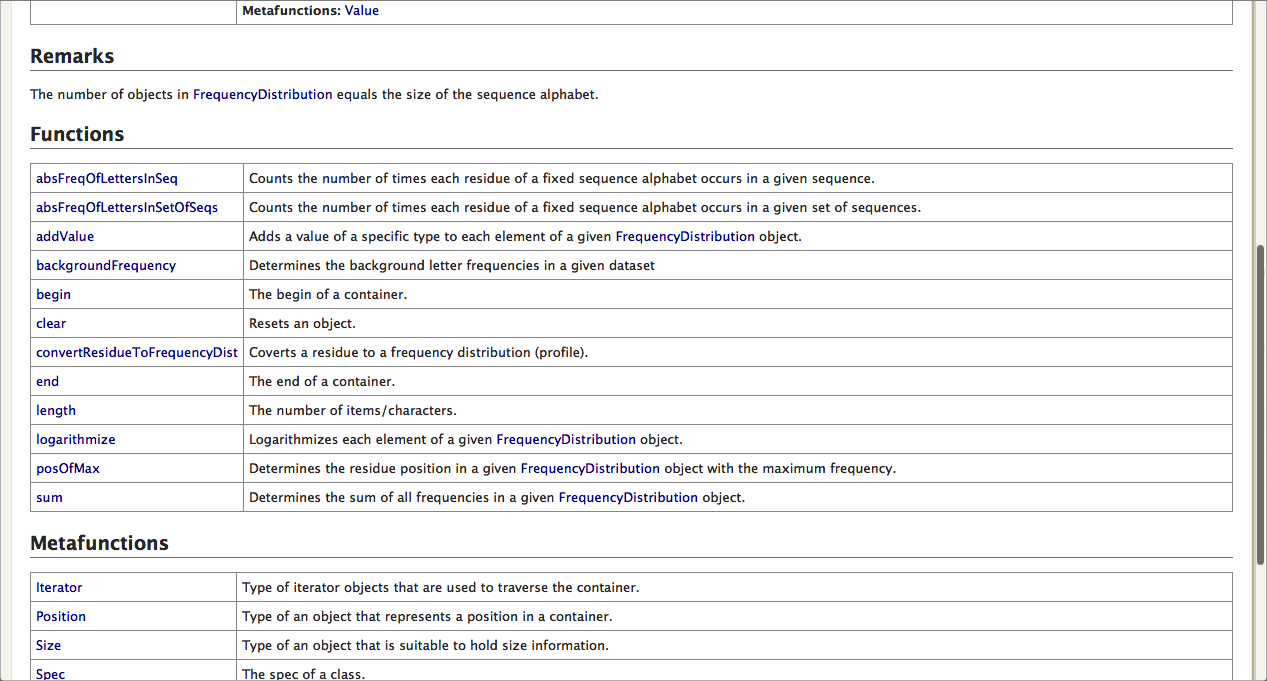 Metafunctions: Value
Remarks
The number of objects in FrequencyDistribution equals the size of the sequence alphabet.
Functions
absFreqOfLettersInSeq Counts the number of times each residue of a fixed sequence alphabet occurs in a given sequence.
absFreqOfLettersInSetOfSeqs Counts the number of times each residue of a fixed sequence alphabet occurs in a given set of sequences.
addValue Adds a value of a specific type to each element of a given FrequencyDistribution object.
backgroundFrequency Determines the background letter frequencies in a given dataset
begin The begin of a container.
clear Resets an object.
convertResidueToFrequencyDist Coverts a residue to a frequency distribution (profile).
end The end of a container.
length The number of items/characters.
logarithmize Logarithmizes each element of a given FrequencyDistribution object.
posOfMax Determines the residue position in a given FrequencyDistribution object with the maximum frequency.
sum Determines the sum of all frequencies in a given FrequencyDistribution object.
Metafunctions
Iterator Type of iterator objects that are used to traverse the container.
Position Type of an object that represents a position in a container.
Size Type of an object that is suitable to hold size information.
Spec The spec of a class.